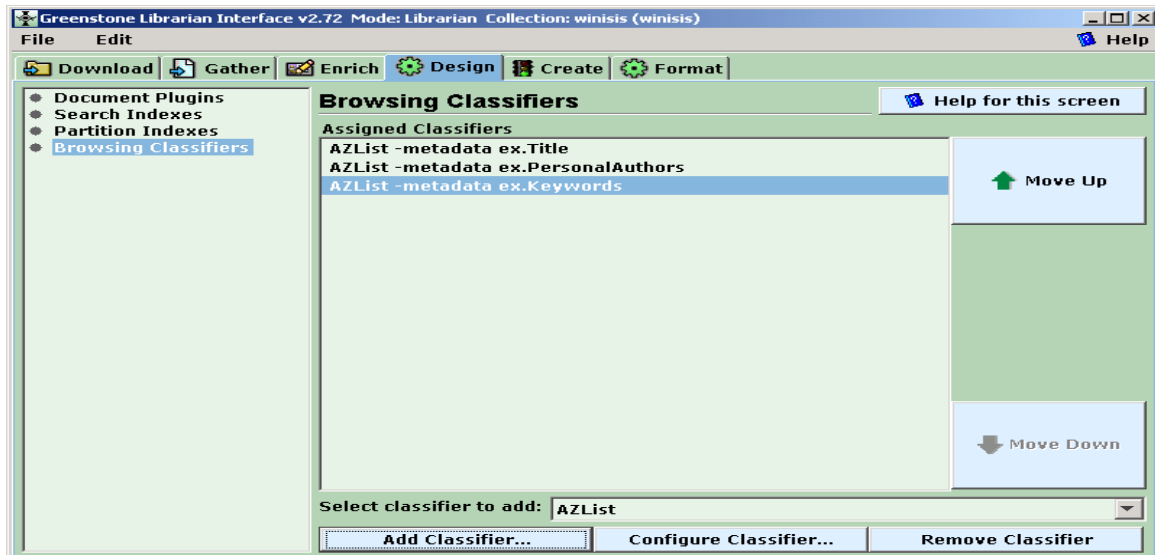 Greenstone Librarian Interface v2.72 Mode: Librarian Collection: winisis (winisis)
File Edit Help
Download Gather Enrich Design Create Format
Document Plugins
Search Indexes
Partition Indexes
Browsing Classifiers
Browsing Classifiers Help for this screen
Assigned Classifiers
AZList -metadata ex.Title
AZList -metadata ex.PersonalAuthors
AZList -metadata ex.Keywords
Move Up
Move Down
Select classifier to add: AZList
Add Classifier... Configure Classifier... Remove Classifier